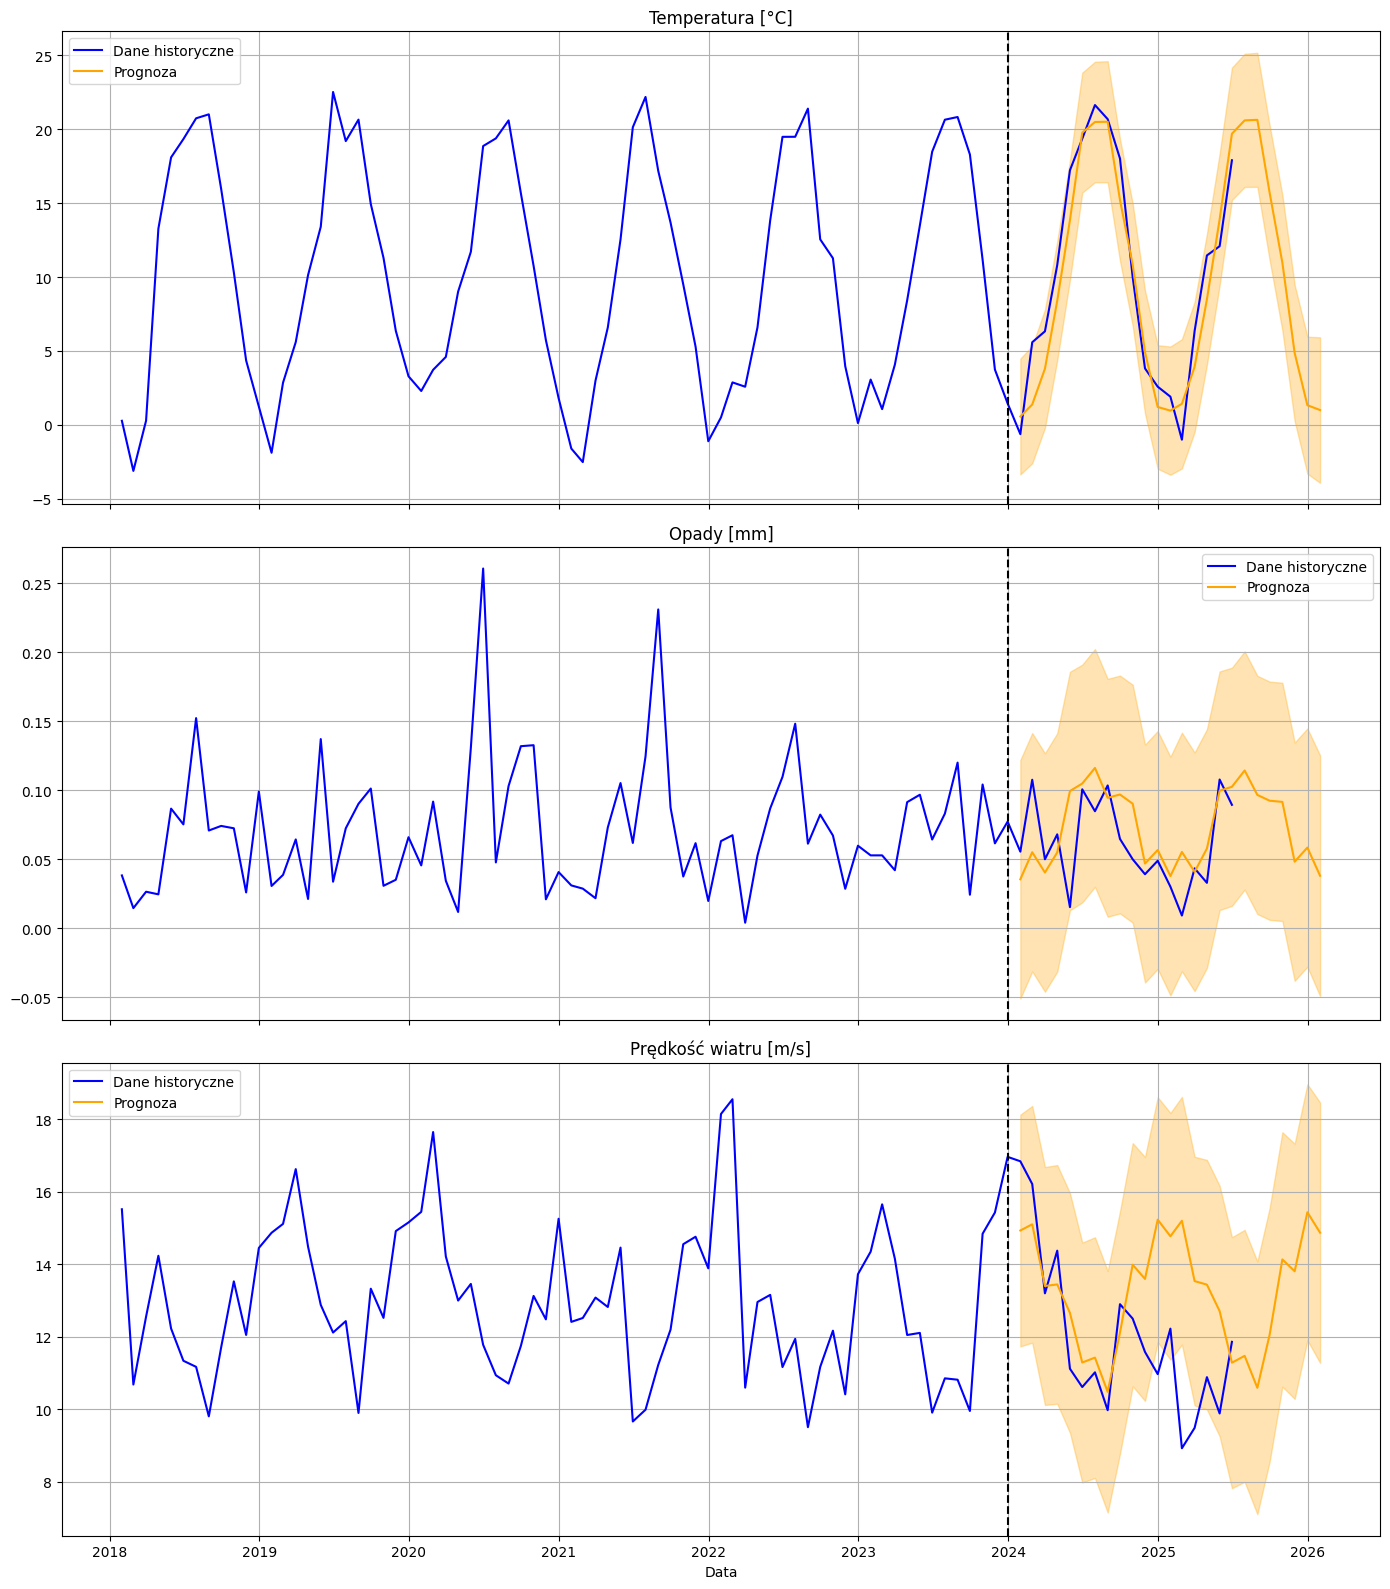 Temperatura [°C]
Dane historyczne
Prognoza
25
20
15
10
5
0
−5
Opady [mm]
Dane historyczne
Prognoza
0.25
0.20
0.15
0.10
0.05
0.00
−0.05
Prędkość wiatru [m/s]
Dane historyczne
Prognoza
18
16
14
12
10
8
2018 2019 2020 2021 2022 2023 2024 2025 2026
Data